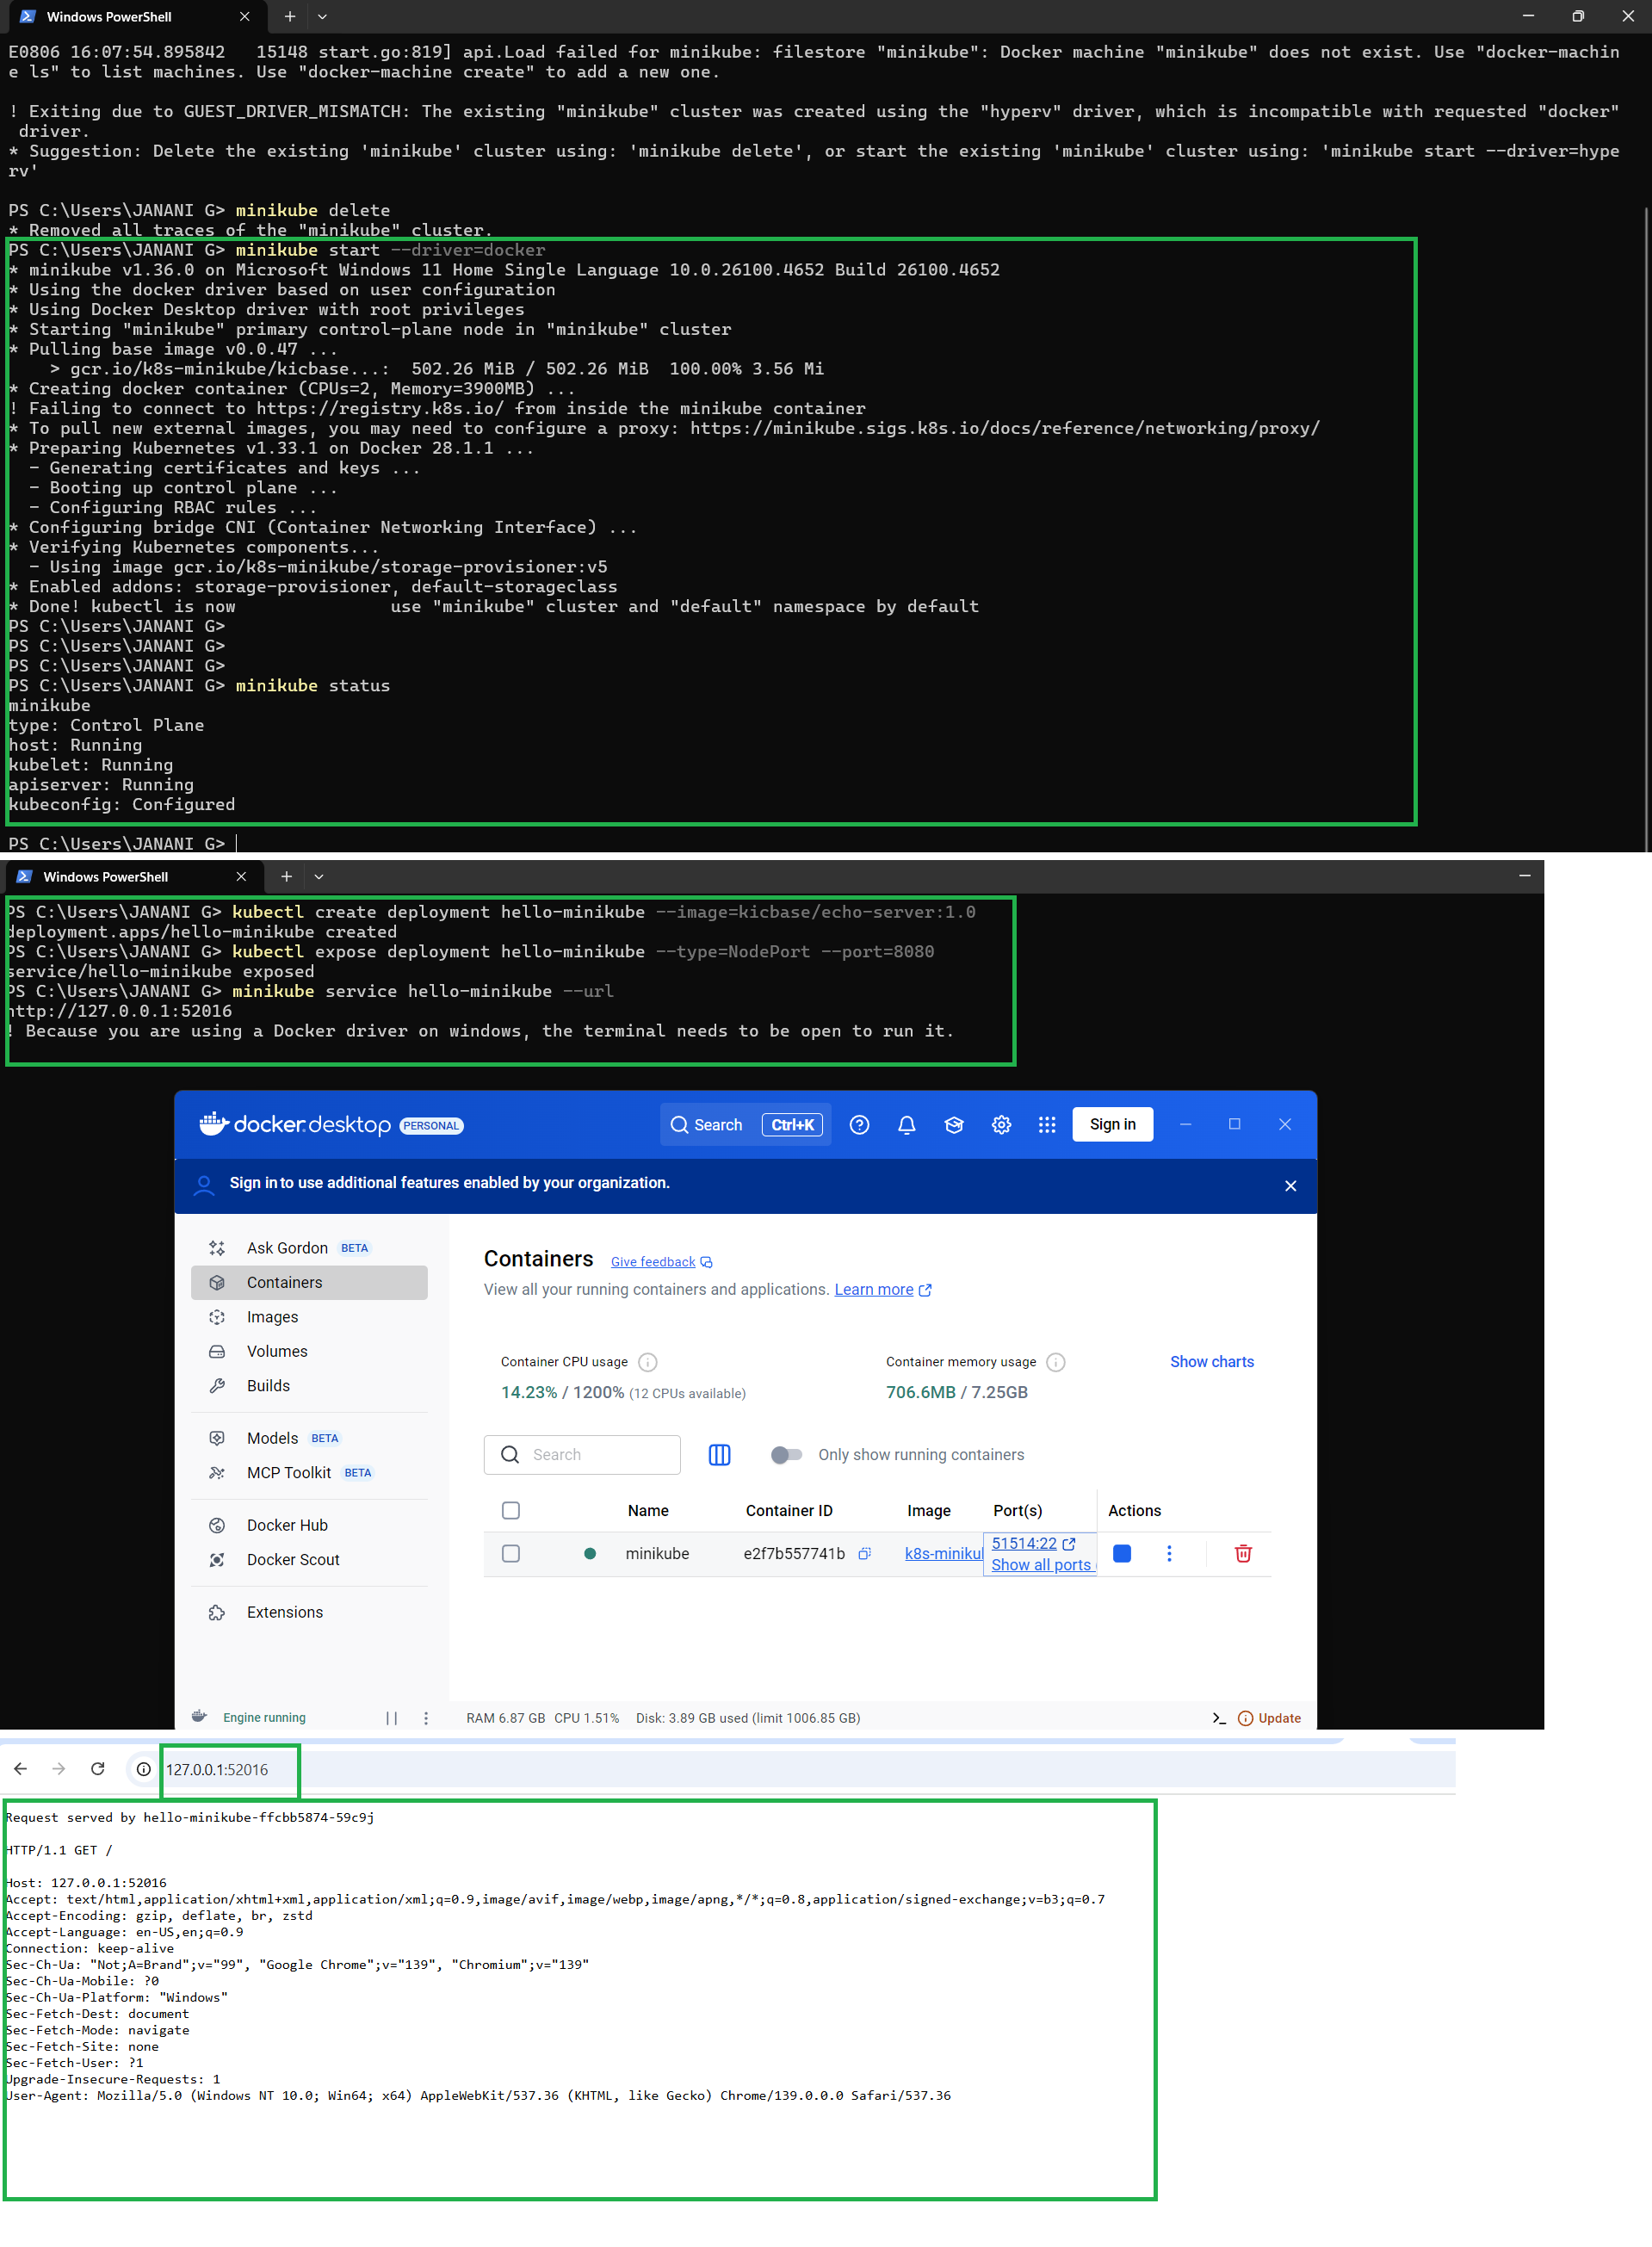 Windows PowerShell
E0806 16:07:54.895842   15148 start.go:819] api.Load failed for minikube: filestore "minikube": Docker machine "minikube" does not exist. Use "docker-machin
e ls" to list machines. Use "docker-machine create" to add a new one.
! Exiting due to GUEST_DRIVER_MISMATCH: The existing "minikube" cluster was created using the "hyperv" driver, which is incompatible with requested "docker"
driver.
* Suggestion: Delete the existing 'minikube' cluster using: 'minikube delete', or start the existing 'minikube' cluster using: 'minikube start --driver=hype
rv'
PS C:\Users\JANANI G> minikube delete
* Removed all traces of the "minikube" cluster.
PS C:\Users\JANANI G> minikube start --driver=docker
* minikube v1.36.0 on Microsoft Windows 11 Home Single Language 10.0.26100.4652 Build 26100.4652
* Using the docker driver based on user configuration
* Using Docker Desktop driver with root privileges
* Starting "minikube" primary control-plane node in "minikube" cluster
* Pulling base image v0.0.47 ...
> gcr.io/k8s-minikube/kicbase...:  502.26 MiB / 502.26 MiB  100.00% 3.56 Mi
* Creating docker container (CPUs=2, Memory=3900MB) ...
! Failing to connect to https://registry.k8s.io/ from inside the minikube container
* To pull new external images, you may need to configure a proxy: https://minikube.sigs.k8s.io/docs/reference/networking/proxy/
* Preparing Kubernetes v1.33.1 on Docker 28.1.1 ...
- Generating certificates and keys ...
- Booting up control plane ...
- Configuring RBAC rules ...
* Configuring bridge CNI (Container Networking Interface) ...
* Verifying Kubernetes components...
- Using image gcr.io/k8s-minikube/storage-provisioner:v5
* Enabled addons: storage-provisioner, default-storageclass
* Done! kubectl is now               use "minikube" cluster and "default" namespace by default
PS C:\Users\JANANI G>
PS C:\Users\JANANI G>
PS C:\Users\JANANI G>
PS C:\Users\JANANI G> minikube status
minikube
type: Control Plane
host: Running
kubelet: Running
apiserver: Running
kubeconfig: Configured
PS C:\Users\JANANI G>
Windows PowerShell
PS C:\Users\JANANI G> kubectl create deployment hello-minikube --image=kicbase/echo-server:1.0
deployment.apps/hello-minikube created
PS C:\Users\JANANI G> kubectl expose deployment hello-minikube --type=NodePort --port=8080
service/hello-minikube exposed
PS C:\Users\JANANI G> minikube service hello-minikube --url
http://127.0.0.1:52016
! Because you are using a Docker driver on windows, the terminal needs to be open to run it.
docker desktop PERSONAL Search Ctrl+K Sign in
Sign in to use additional features enabled by your organization.
Ask Gordon BETA
Containers
Images
Volumes
Builds
Models BETA
MCP Toolkit BETA
Docker Hub
Docker Scout
Extensions
Containers Give feedback
View all your running containers and applications. Learn more
Container CPU usage
14.23% / 1200% (12 CPUs available)
Container memory usage
706.6MB / 7.25GB
Show charts
Search
Only show running containers
Name Container ID Image Port(s) Actions
minikube e2f7b557741b k8s-minikul 51514:22
Show all ports
Engine running RAM 6.87 GB CPU 1.51% Disk: 3.89 GB used (limit 1006.85 GB) Update
127.0.0.1:52016
Request served by hello-minikube-ffcbb5874-59c9j
HTTP/1.1 GET /
Host: 127.0.0.1:52016
Accept: text/html,application/xhtml+xml,application/xml;q=0.9,image/avif,image/webp,image/apng,*/*;q=0.8,application/signed-exchange;v=b3;q=0.7
Accept-Encoding: gzip, deflate, br, zstd
Accept-Language: en-US,en;q=0.9
Connection: keep-alive
Sec-Ch-Ua: "Not;A=Brand";v="99", "Google Chrome";v="139", "Chromium";v="139"
Sec-Ch-Ua-Mobile: ?0
Sec-Ch-Ua-Platform: "Windows"
Sec-Fetch-Dest: document
Sec-Fetch-Mode: navigate
Sec-Fetch-Site: none
Sec-Fetch-User: ?1
Upgrade-Insecure-Requests: 1
User-Agent: Mozilla/5.0 (Windows NT 10.0; Win64; x64) AppleWebKit/537.36 (KHTML, like Gecko) Chrome/139.0.0.0 Safari/537.36